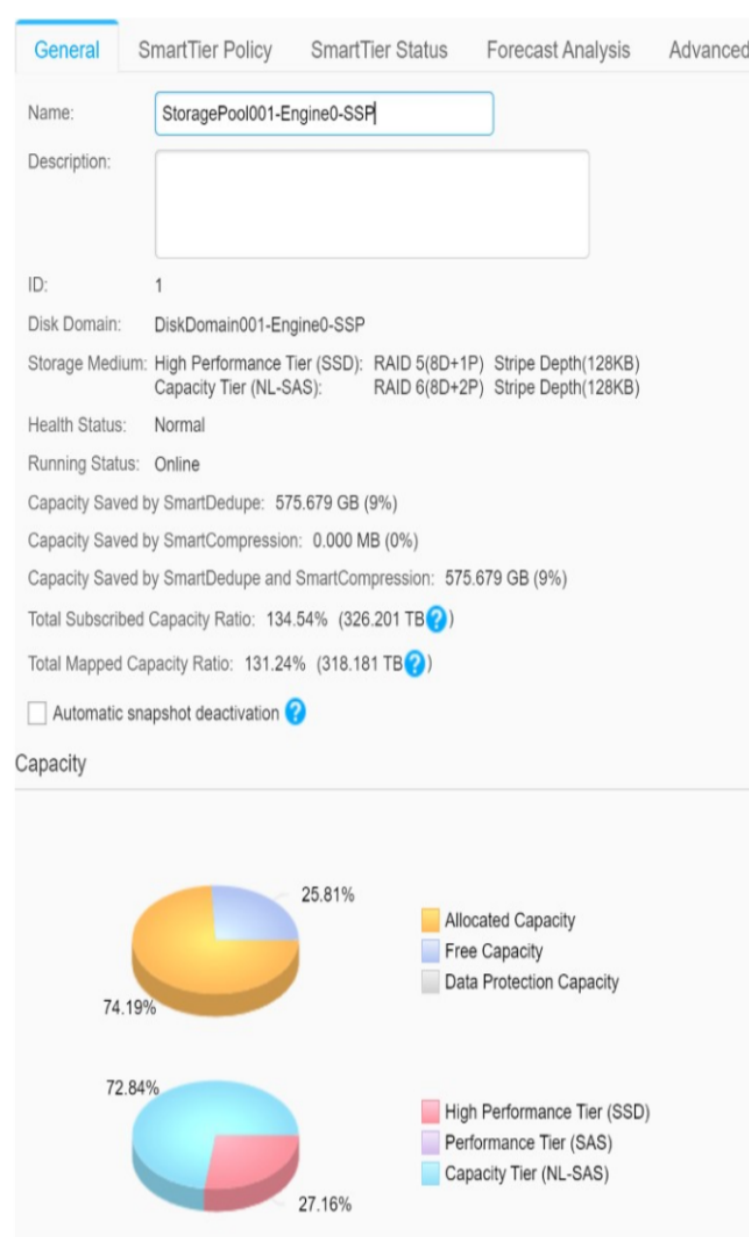 General SmartTier Policy SmartTier Status Forecast Analysis Advanced
Name: StoragePool001-Engine0-SSP
Description:
ID: 1
Disk Domain: DiskDomain001-Engine0-SSP
Storage Medium: High Performance Tier (SSD): RAID 5(8D+1P) Stripe Depth(128KB)
Capacity Tier (NL-SAS): RAID 6(8D+2P) Stripe Depth(128KB)
Health Status: Normal
Running Status: Online
Capacity Saved by SmartDedupe: 575.679 GB (9%)
Capacity Saved by SmartCompression: 0.000 MB (0%)
Capacity Saved by SmartDedupe and SmartCompression: 575.679 GB (9%)
Total Subscribed Capacity Ratio: 134.54% (326.201 TB?)
Total Mapped Capacity Ratio: 131.24% (318.181 TB?)
Automatic snapshot deactivation ?
Capacity
25.81%
74.19%
Allocated Capacity
Free Capacity
Data Protection Capacity
72.84%
27.16%
High Performance Tier (SSD)
Performance Tier (SAS)
Capacity Tier (NL-SAS)